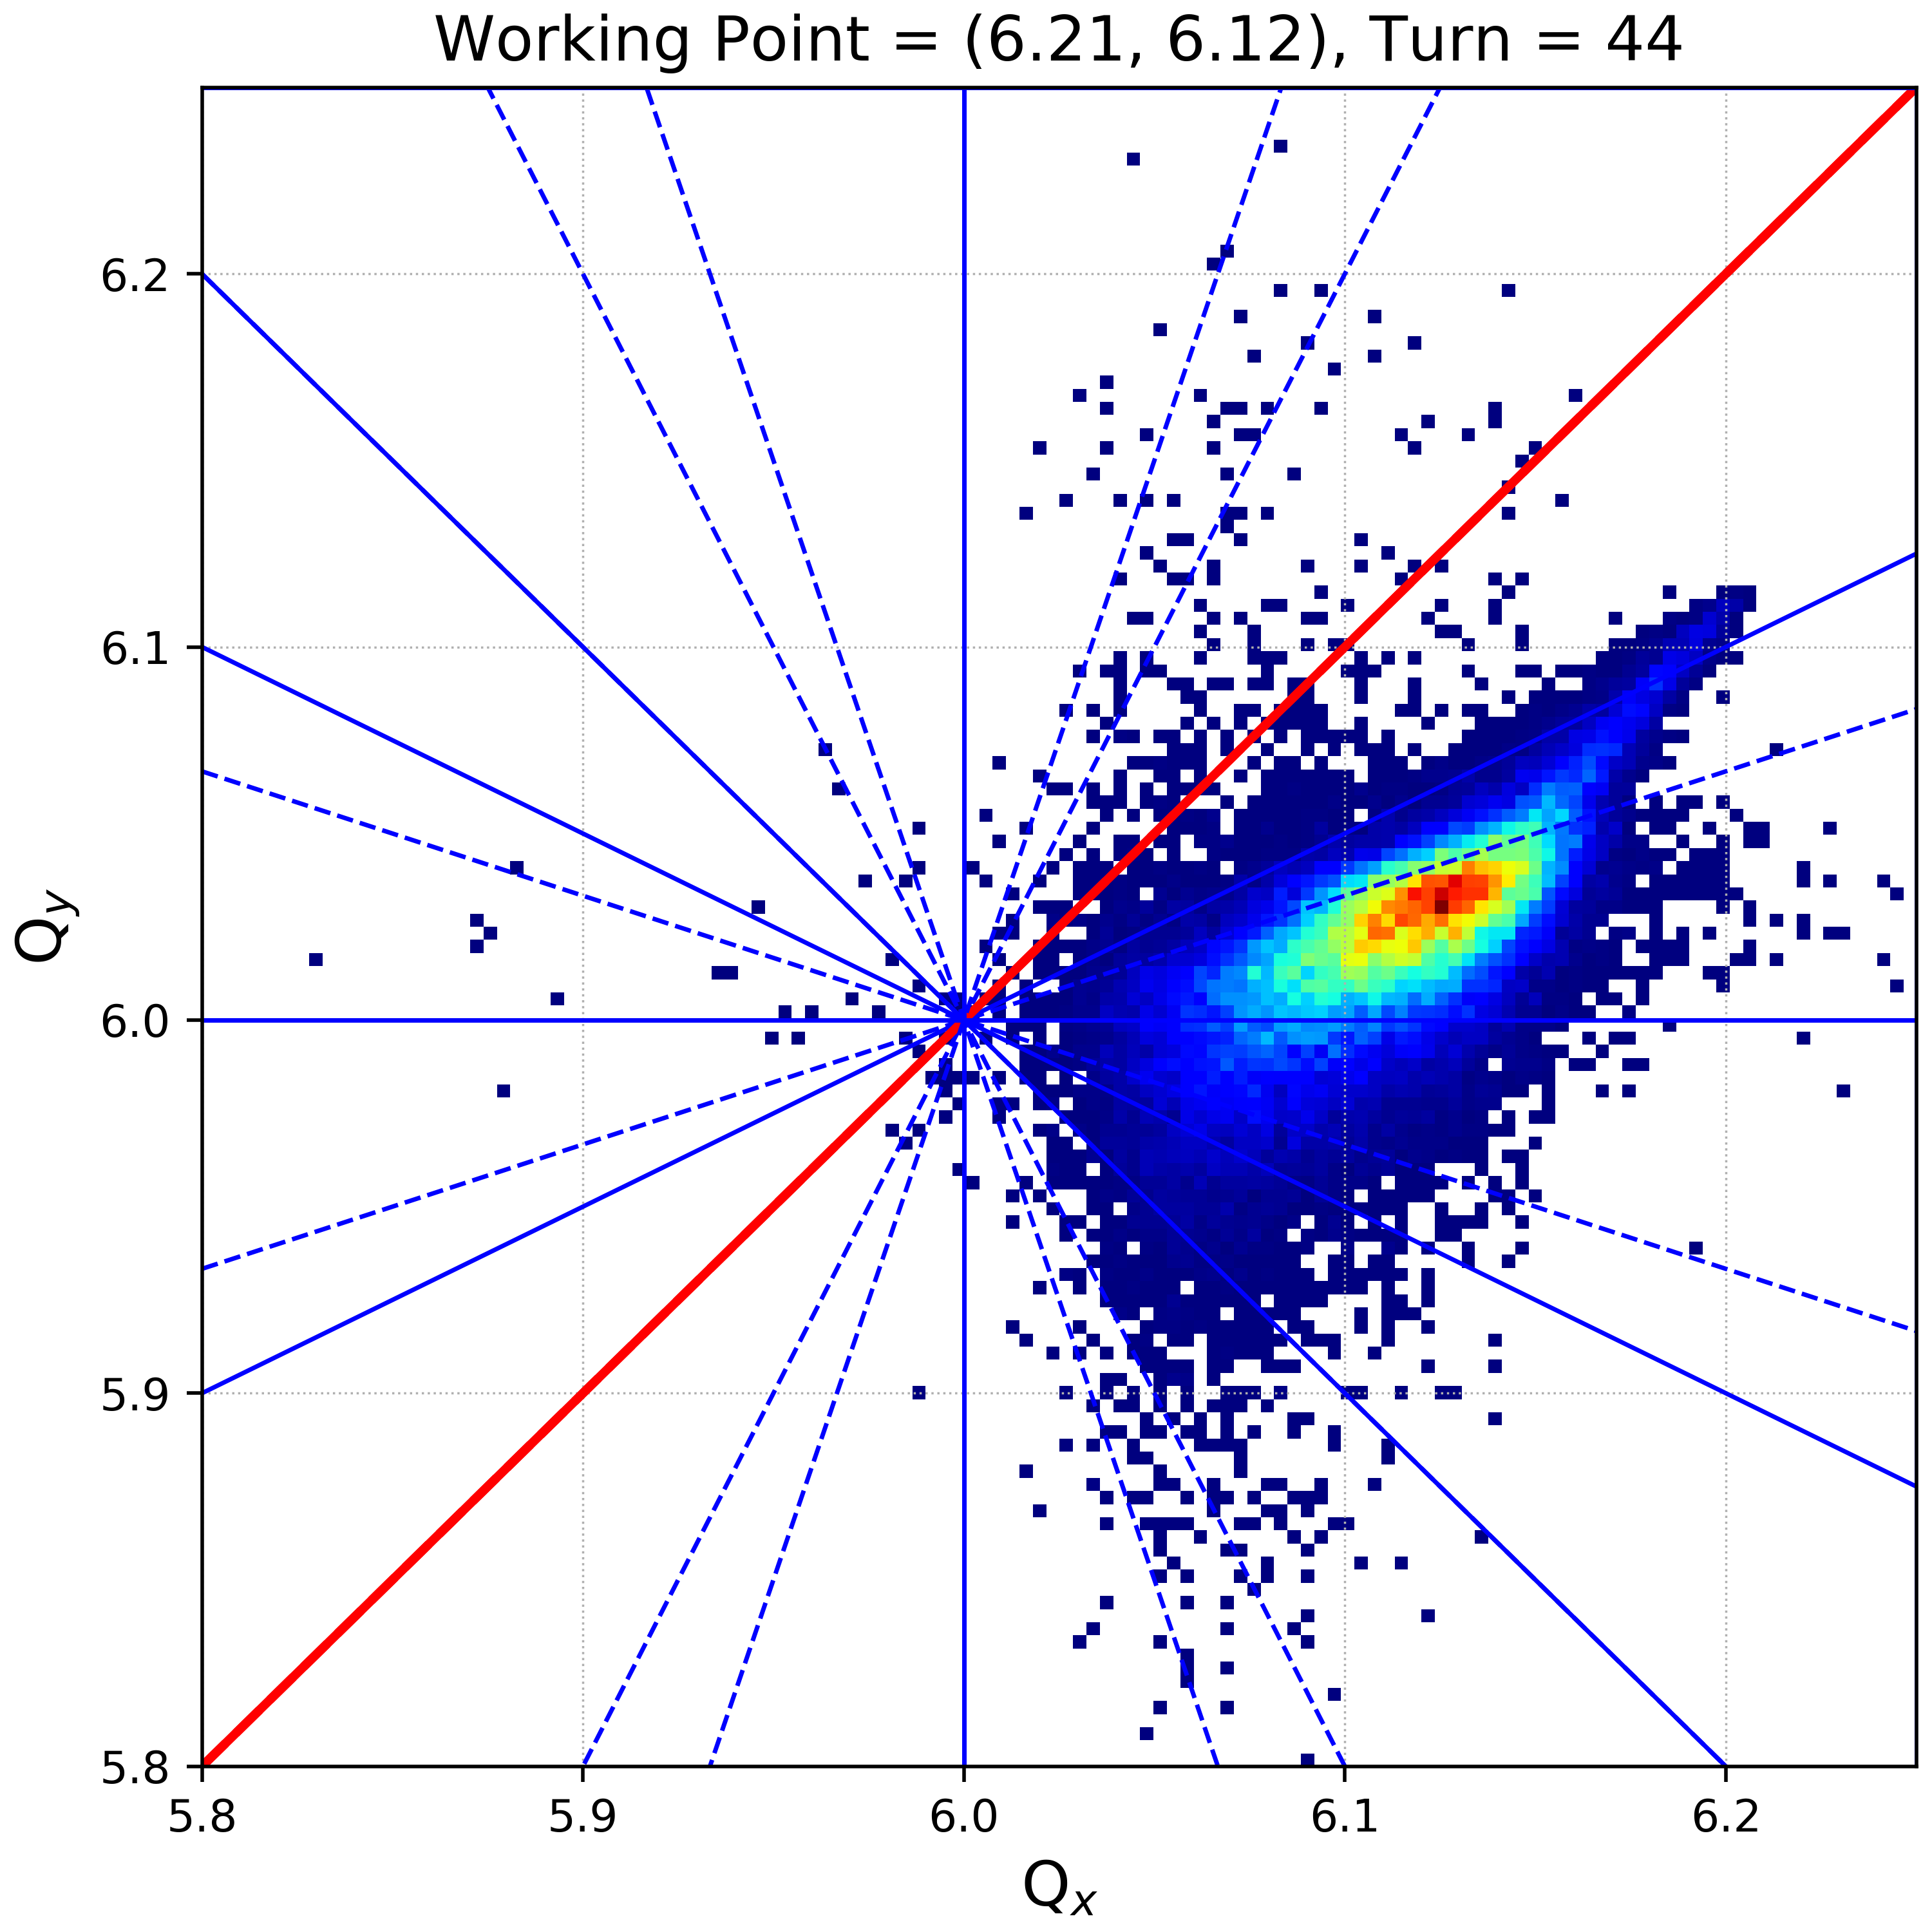 Working Point = (6.21, 6.12), Turn = 44
6.2
6.1
6.0
5.9
5.8
Qy
5.8 5.9 6.0 6.1 6.2
Qx